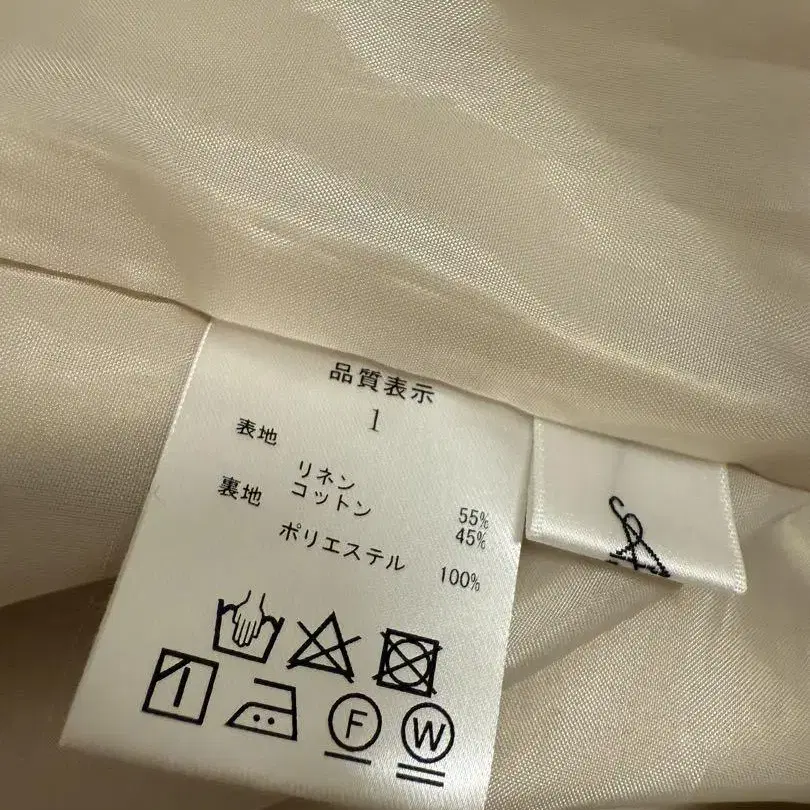 品質表示
1
表地
リネン 55%
コットン 45%
裏地
ポリエステル 100%
F W